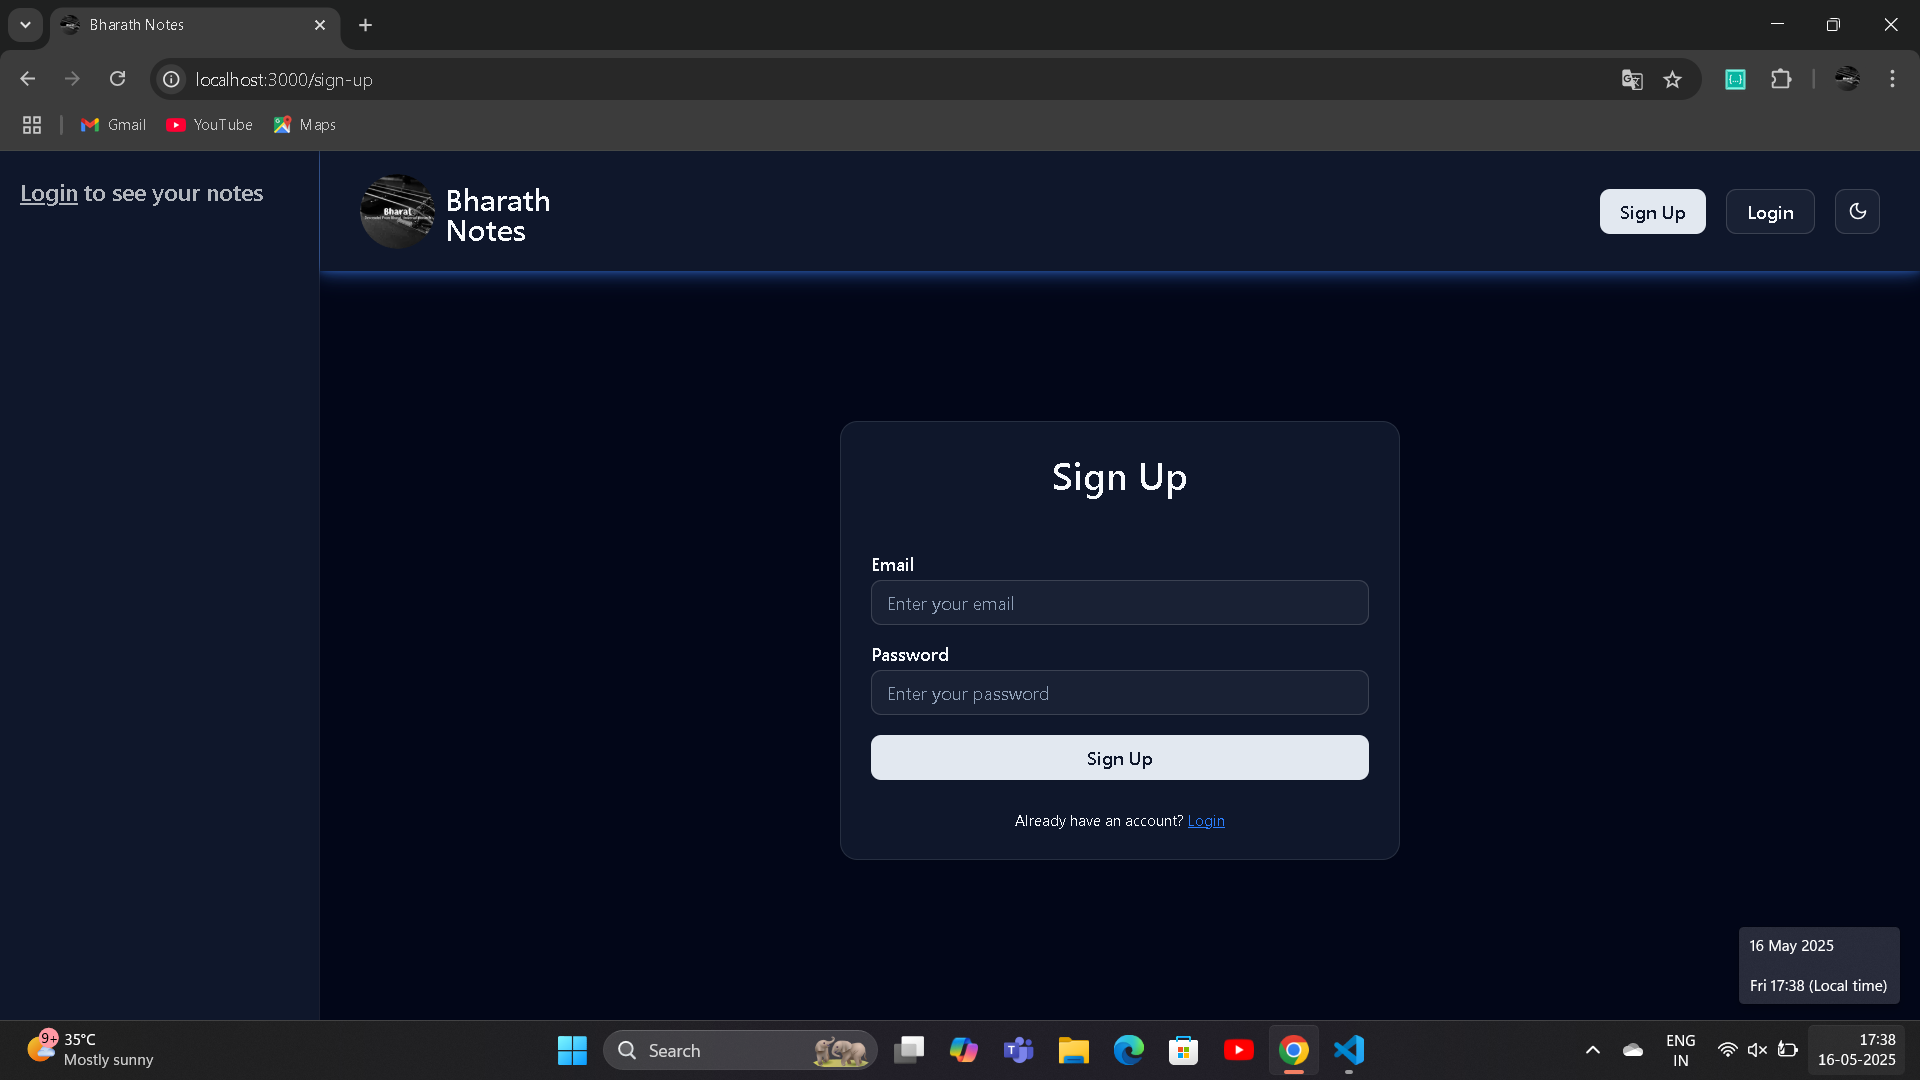 Bharath Notes
localhost:3000/sign-up
Gmail
YouTube
Maps
Login to see your notes
Bharat
Bharath
Notes
Sign Up
Login
Sign Up
Email
Enter your email
Password
Enter your password
Sign Up
Already have an account? Login
16 May 2025
Fri 17:38 (Local time)
9+
35°C
Mostly sunny
Search
ENG
IN
17:38
16-05-2025